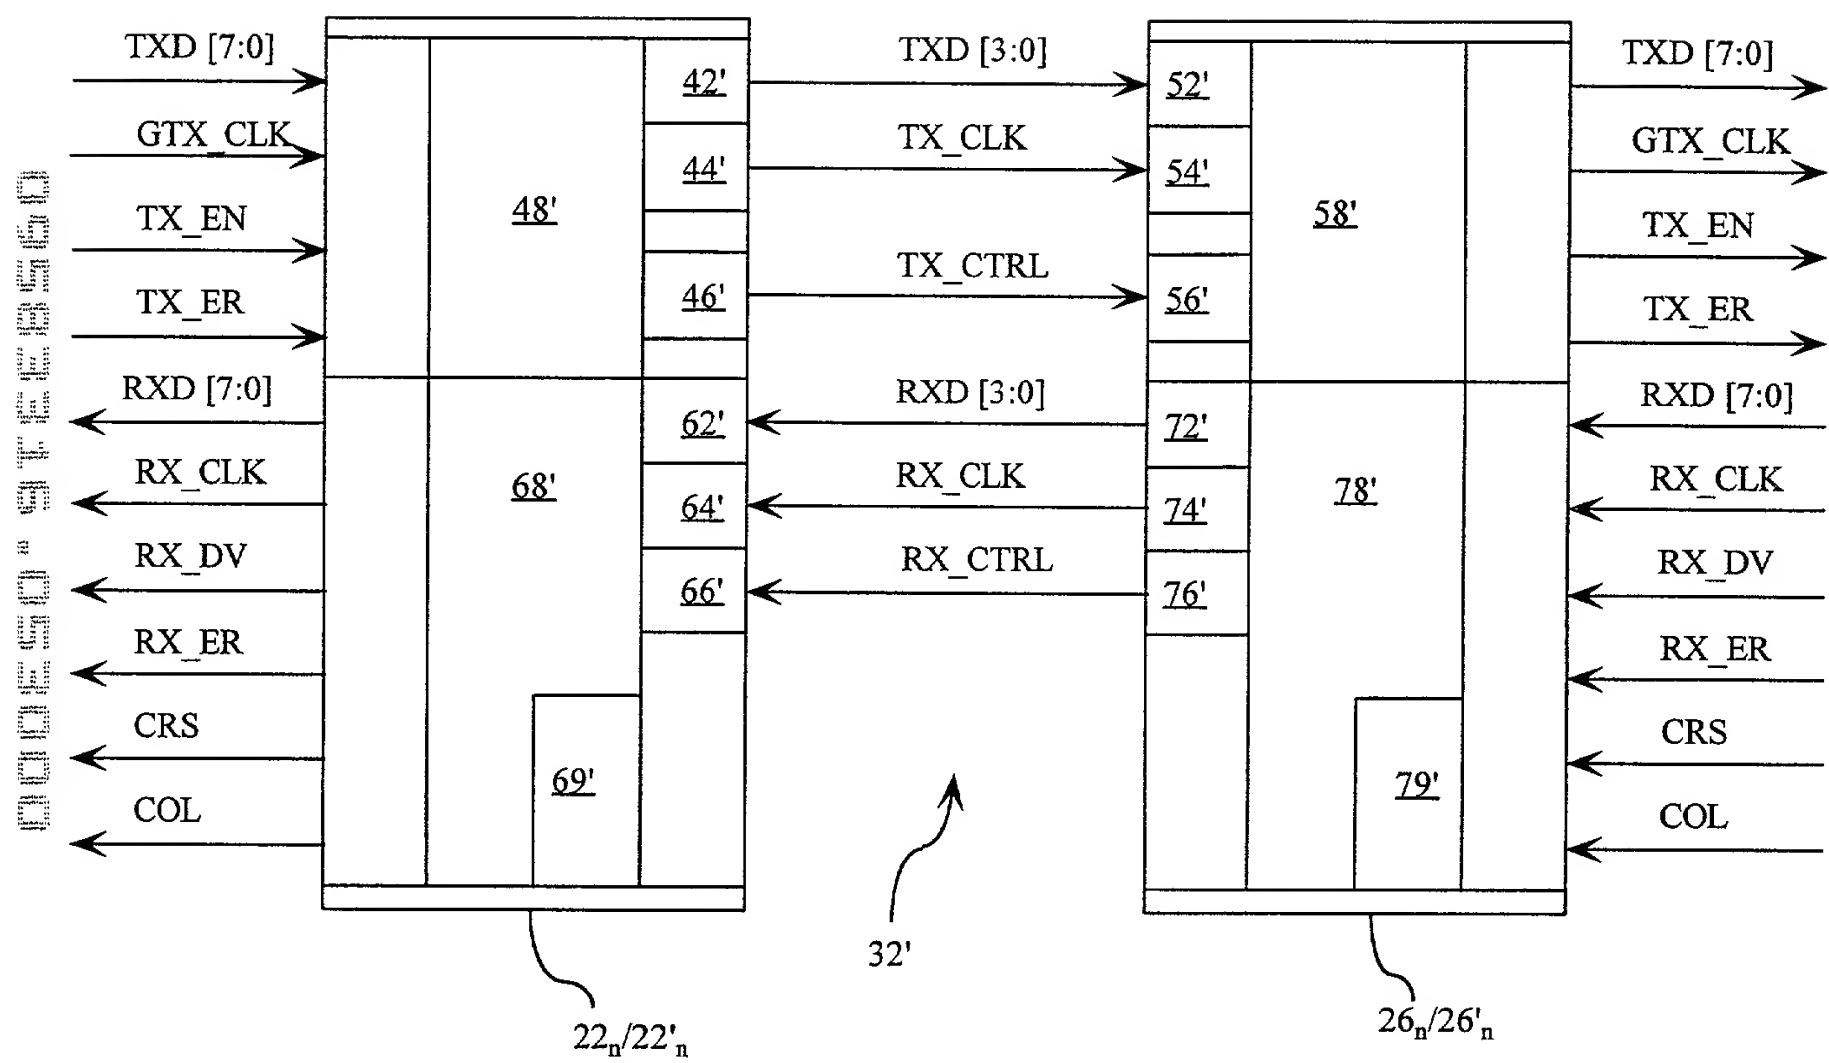 TXD [7:0]
GTX_CLK
TX_EN
TX_ER
RXD [7:0]
RX_CLK
RX_DV
RX_ER
CRS
COL
48'
68'
69'
42'
44'
46'
62'
64'
66'
TXD [3:0]
TX_CLK
TX_CTRL
RXD [3:0]
RX_CLK
RX_CTRL
52'
54'
56'
72'
74'
76'
58'
78'
79'
TXD [7:0]
GTX_CLK
TX_EN
TX_ER
RXD [7:0]
RX_CLK
RX_DV
RX_ER
CRS
COL
32'
22n/22'n
26n/26'n